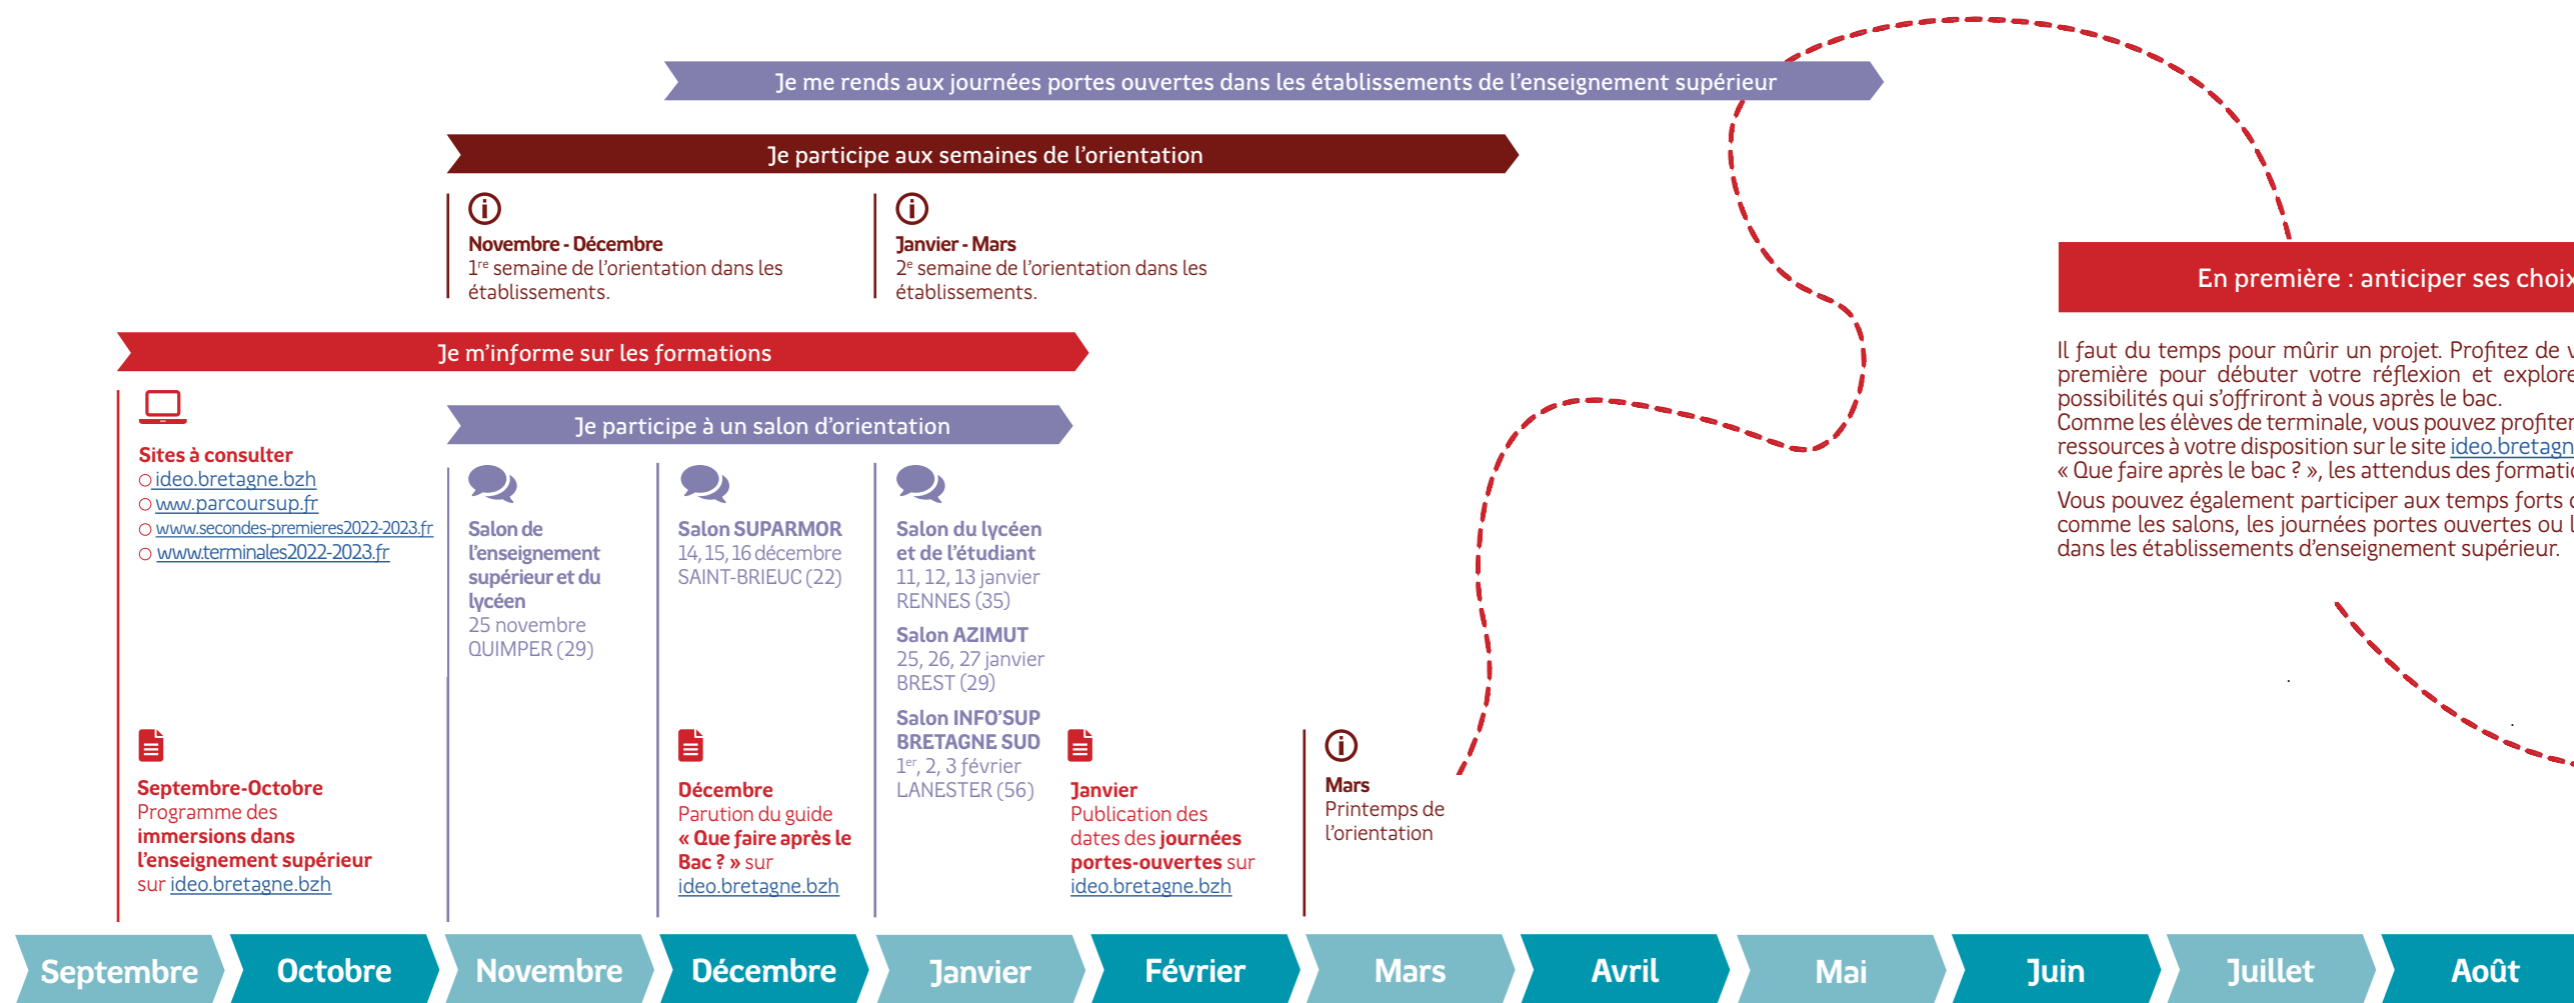 Je me rends aux journées portes ouvertes dans les établissements de l’enseignement supérieur
Je participe aux semaines de l’orientation
Novembre - Décembre
1re semaine de l’orientation dans les
établissements.
Janvier - Mars
2e semaine de l’orientation dans les
établissements.
Je m’informe sur les formations
Sites à consulter
ideo.bretagne.bzh
www.parcoursup.fr
www.secondes-premieres2022-2023.fr
www.terminales2022-2023.fr
Septembre-Octobre
Programme des
immersions dans
l’enseignement supérieur
sur ideo.bretagne.bzh
Je participe à un salon d’orientation
Salon de
l’enseignement
supérieur et du
lycéen
25 novembre
QUIMPER (29)
Salon SUPARMOR
14, 15, 16 décembre
SAINT-BRIEUC (22)
Décembre
Parution du guide
« Que faire après le
Bac ? » sur
ideo.bretagne.bzh
Salon du lycéen
et de l’étudiant
11, 12, 13 janvier
RENNES (35)
Salon AZIMUT
25, 26, 27 janvier
BREST (29)
Salon INFO’SUP
BRETAGNE SUD
1er, 2, 3 février
LANESTER (56)
Janvier
Publication des
dates des journées
portes-ouvertes sur
ideo.bretagne.bzh
Mars
Printemps de
l’orientation
En première : anticiper ses choix
Il faut du temps pour mûrir un projet. Profitez de
première pour débuter votre réflexion et explore
possibilités qui s’offriront à vous après le bac.
Comme les élèves de terminale, vous pouvez profiter
ressources à votre disposition sur le site ideo.bretagn
« Que faire après le bac ? », les attendus des formatio
Vous pouvez également participer aux temps forts
comme les salons, les journées portes ouvertes ou
dans les établissements d’enseignement supérieur.
Septembre
Octobre
Novembre
Décembre
Janvier
Février
Mars
Avril
Mai
Juin
Juillet
Août